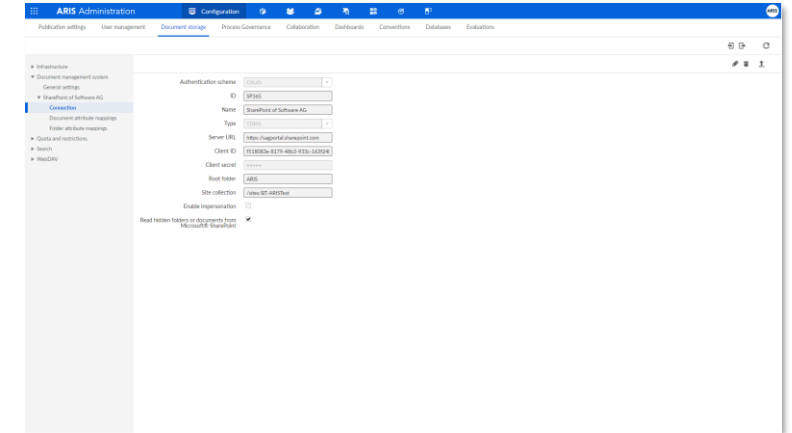 ARIS Administration
Configuration
ARIS
Publication settings User management Document storage Process Governance Collaboration Dashboards Conventions Databases Evaluations
Infrastructure
Document management system
General settings
SharePoint of Software AG
Connection
Document attribute mappings
Folder attribute mappings
Quota and restrictions
Search
WebDAV
Authentication scheme OAuth
ID SP365
Name SharePoint of Software AG
Type
Server URL https://sagportal.sharepoint.com
Client ID
Client secret •••••
Root folder ARIS
Site collection /sites/BT-ARISTest
Enable impersonation
Read hidden folders or documents from
Microsoft® SharePoint